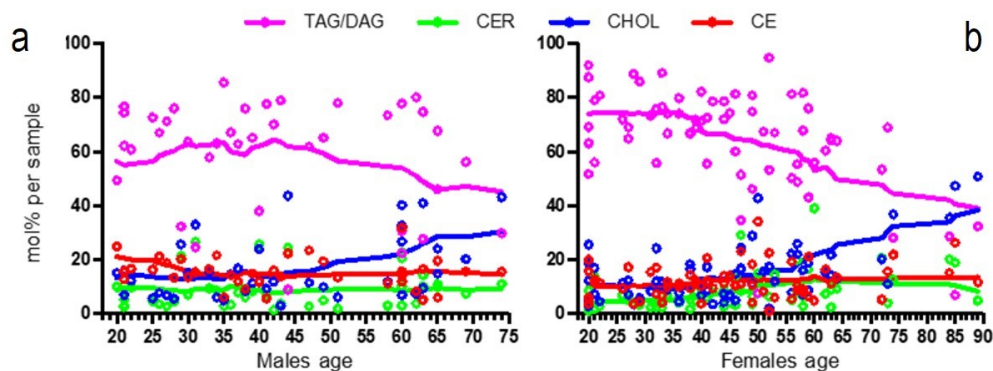 TAG/DAG CER CHOL CE
a b
100 100
80 80
60 60
40 40
20 20
0 0
mol% per sample
20 25 30 35 40 45 50 55 60 65 70 75
20 25 30 35 40 45 50 55 60 65 70 75 80 85 90
Males age Females age